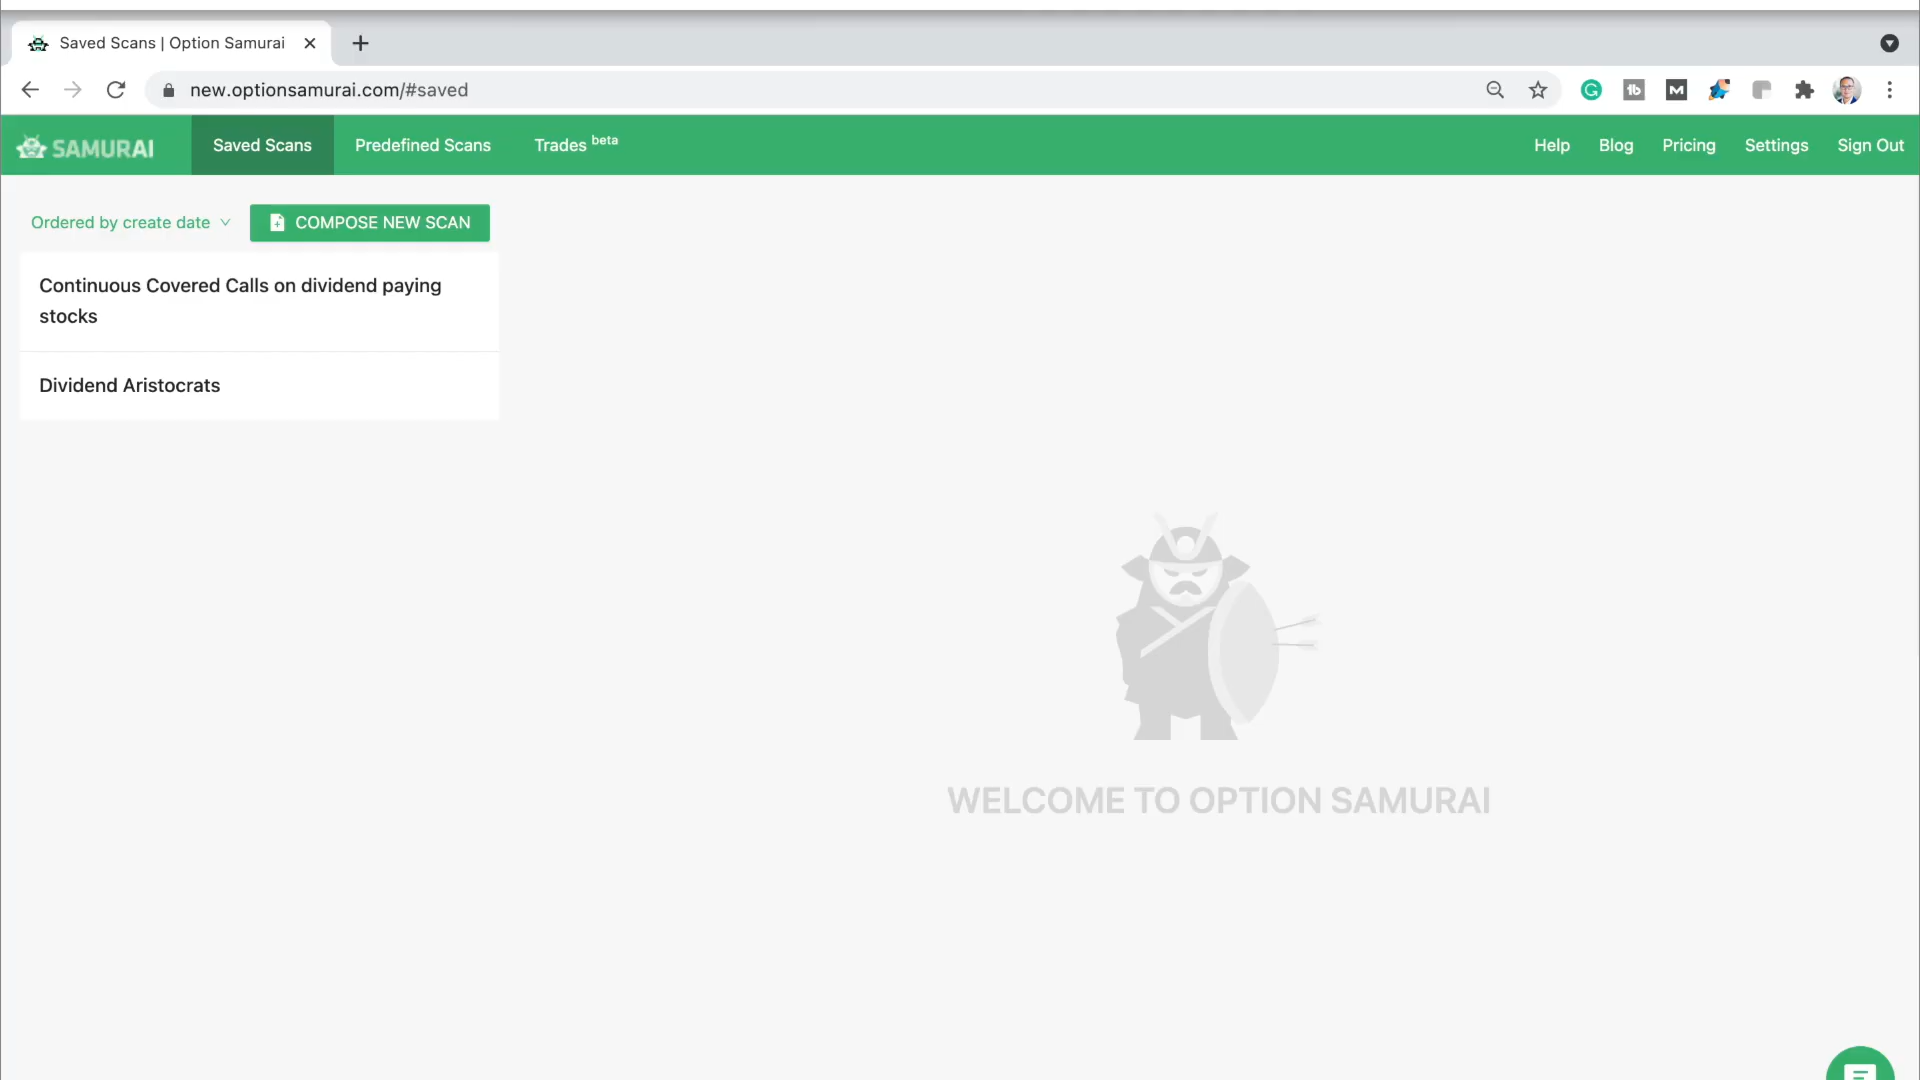 Saved Scans | Option Samurai
new.optionsamurai.com/#saved
SAMURAI
Saved Scans
Predefined Scans
Trades beta
Help
Blog
Pricing
Settings
Sign Out
Ordered by create date
COMPOSE NEW SCAN
Continuous Covered Calls on dividend paying
stocks
Dividend Aristocrats
WELCOME TO OPTION SAMURAI